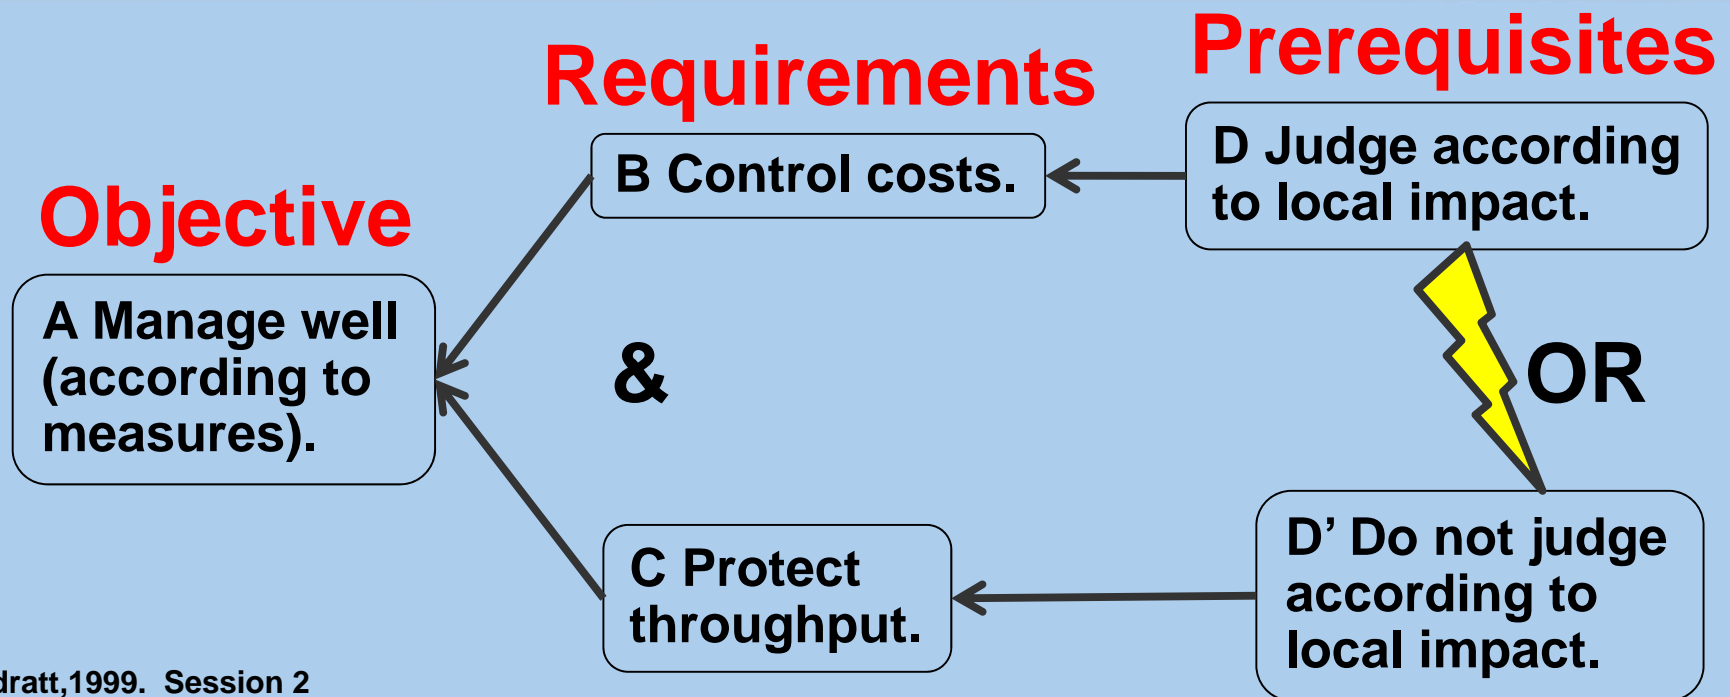 Objective
A Manage well
(according to
measures).
Requirements
B Control costs.
&
C Protect
throughput.
Prerequisites
D Judge according
to local impact.
OR
D’ Do not judge
according to
local impact.
dratt,1999. Session 2